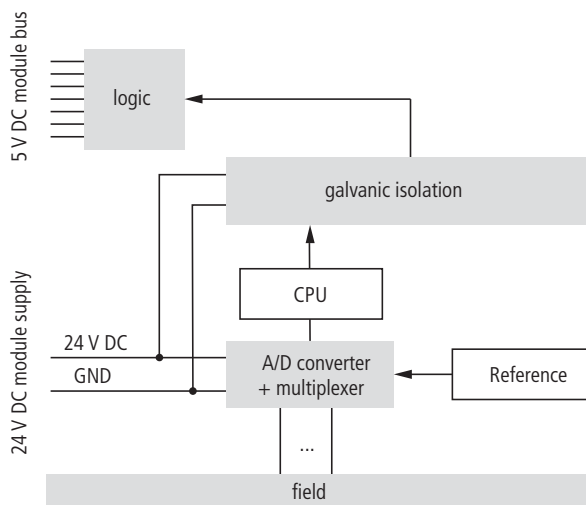 5 V DC module bus
logic
galvanic isolation
CPU
24 V DC module supply
24 V DC
GND
A/D converter
+ multiplexer
Reference
...
field